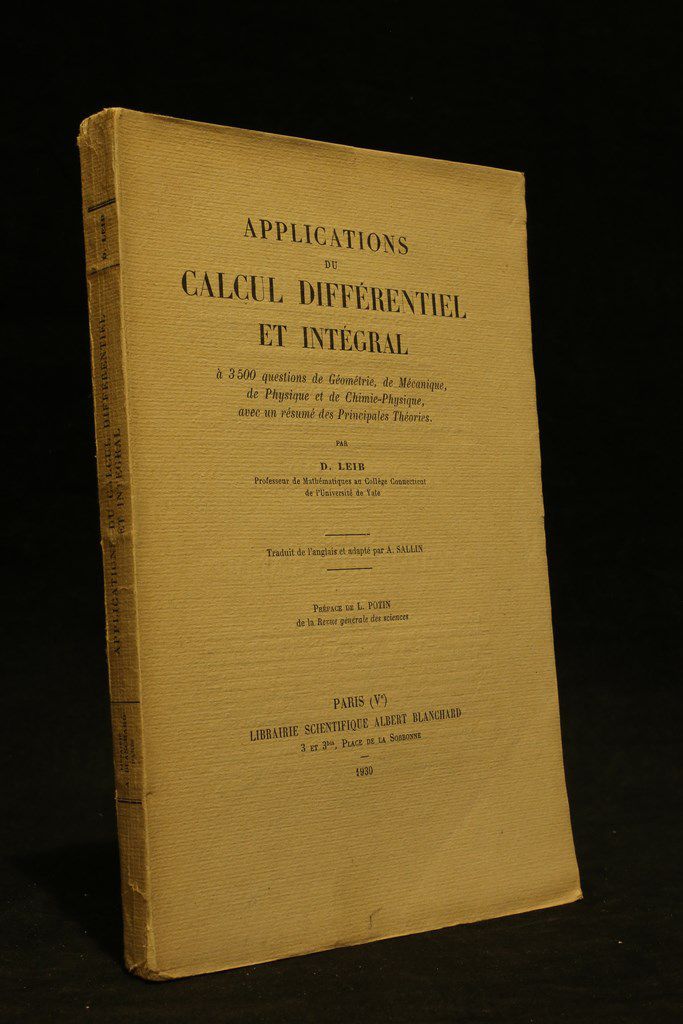 APPLICATIONS
DU
CALCUL DIFFÉRENTIEL
ET INTÉGRAL
à 3500 questions de Géométrie, de Mécanique,
de Physique et de Chimie-Physique,
avec un résumé des Principales Théories.
PAR
D. LEIB
Professeur de Mathématiques au Collège Connecticut
de l'Université de Yale
Traduit de l'anglais et adapté par A. SALLIN
PRÉFACE DE L. POTIN
de la Revue générale des sciences
PARIS (Ve)
LIBRAIRIE SCIENTIFIQUE ALBERT BLANCHARD
3 ET 3bis, PLACE DE LA SORBONNE
1930
D. LEIB
APPLICATIONS DU CALCUL DIFFÉRENTIEL
ET INTÉGRAL
A. BLANCHARD
PARIS